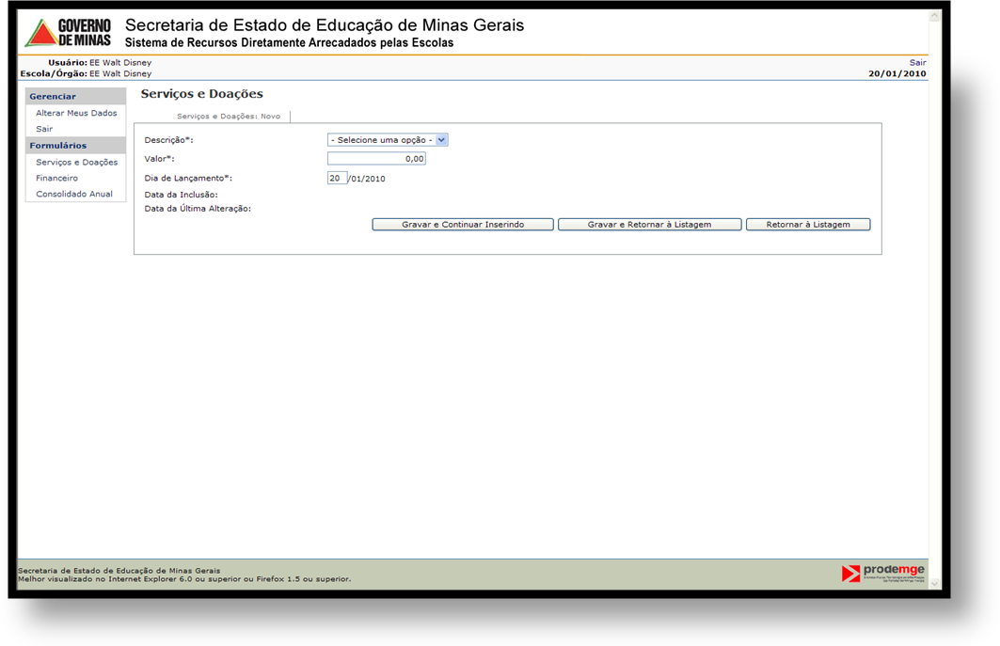 GOVERNO
DE MINAS
Secretaria de Estado de Educação de Minas Gerais
Sistema de Recursos Diretamente Arrecadados pelas Escolas
Usuário: EE Walt Disney
Sair
Escola/Órgão: EE Walt Disney
20/01/2010
Gerenciar
Alterar Meus Dados
Sair
Formulários
Serviços e Doações
Financeiro
Consolidado Anual
Serviços e Doações
Serviços e Doações: Novo
Descrição*: - Selecione uma opção -
Valor*: 0,00
Dia de Lançamento*: 20 /01/2010
Data da Inclusão:
Data da Última Alteração:
Gravar e Continuar Inserindo Gravar e Retornar à Listagem Retornar à Listagem
Secretaria de Estado de Educação de Minas Gerais
Melhor visualizado no Internet Explorer 6.0 ou superior ou Firefox 1.5 ou superior.
prodemge